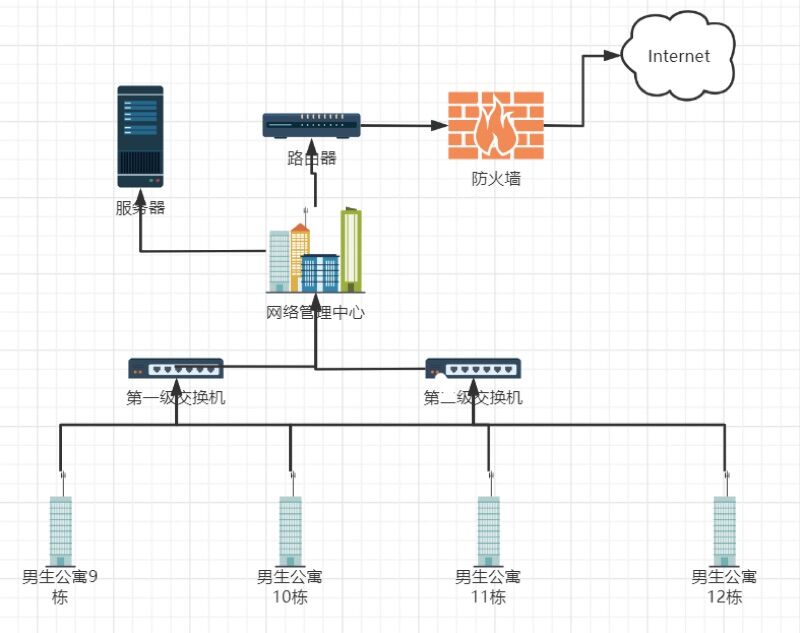 Internet
路由器
防火墙
服务器
网络管理中心
第一级交换机
第二级交换机
男生公寓9
栋
男生公寓
10栋
男生公寓
11栋
男生公寓
12栋